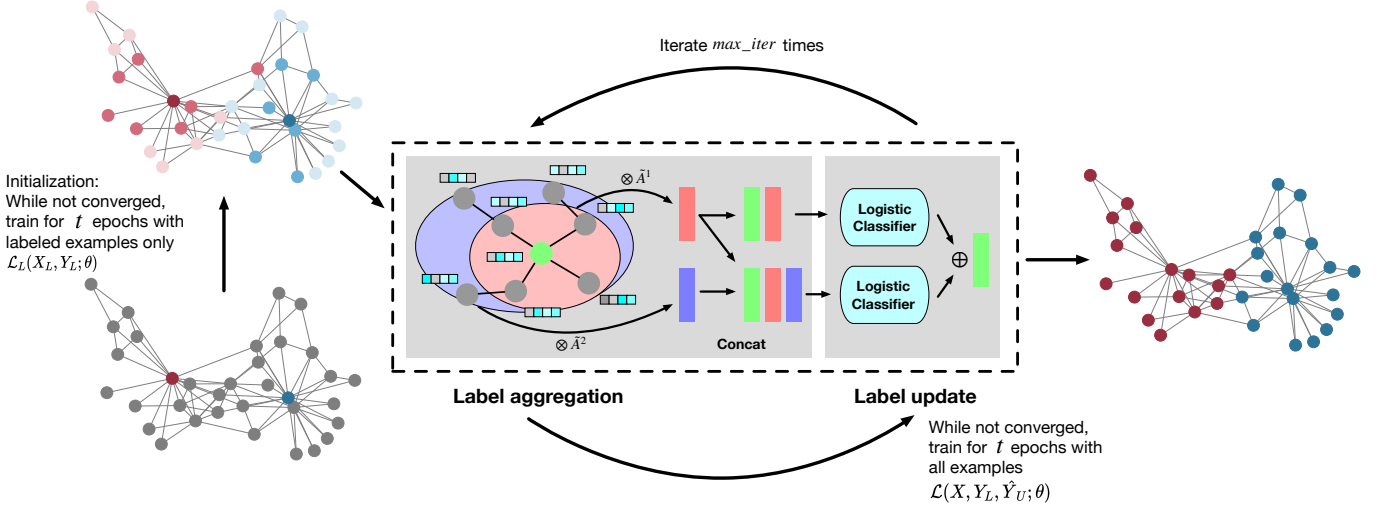 Iterate max_iter times
Initialization:
While not converged,
train for t epochs with
labeled examples only
ℒ_L(X_L, Y_L; θ)
⊗ Ã¹
⊗ Ã²
Concat
Logistic
Classifier
Logistic
Classifier
⊕
Label aggregation
Label update
While not converged,
train for t epochs with
all examples
ℒ(X, Y_L, Ŷ_U; θ)